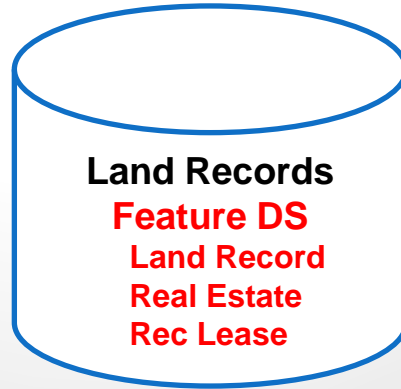 Land Records
Feature DS
Land Record
Real Estate
Rec Lease